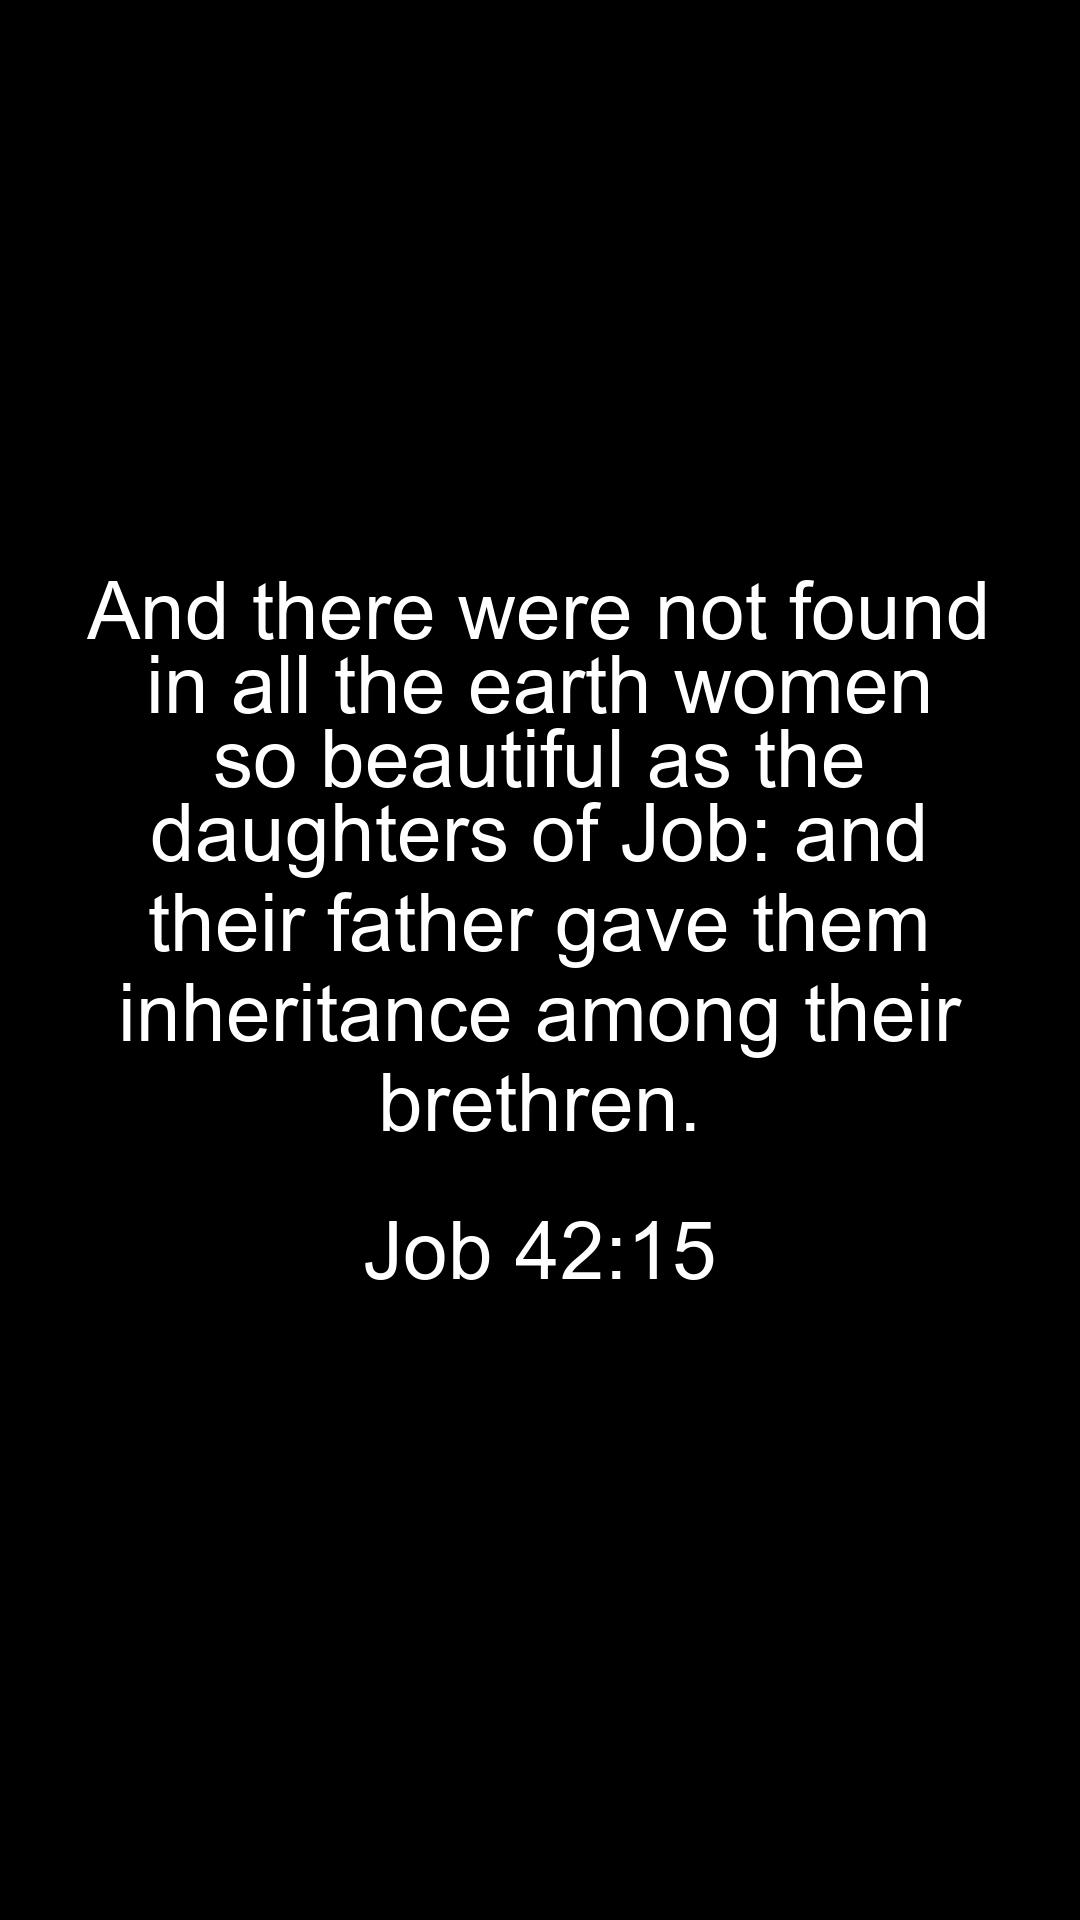 And there were not found
in all the earth women
so beautiful as the
daughters of Job: and
their father gave them
inheritance among their
brethren.
Job 42:15